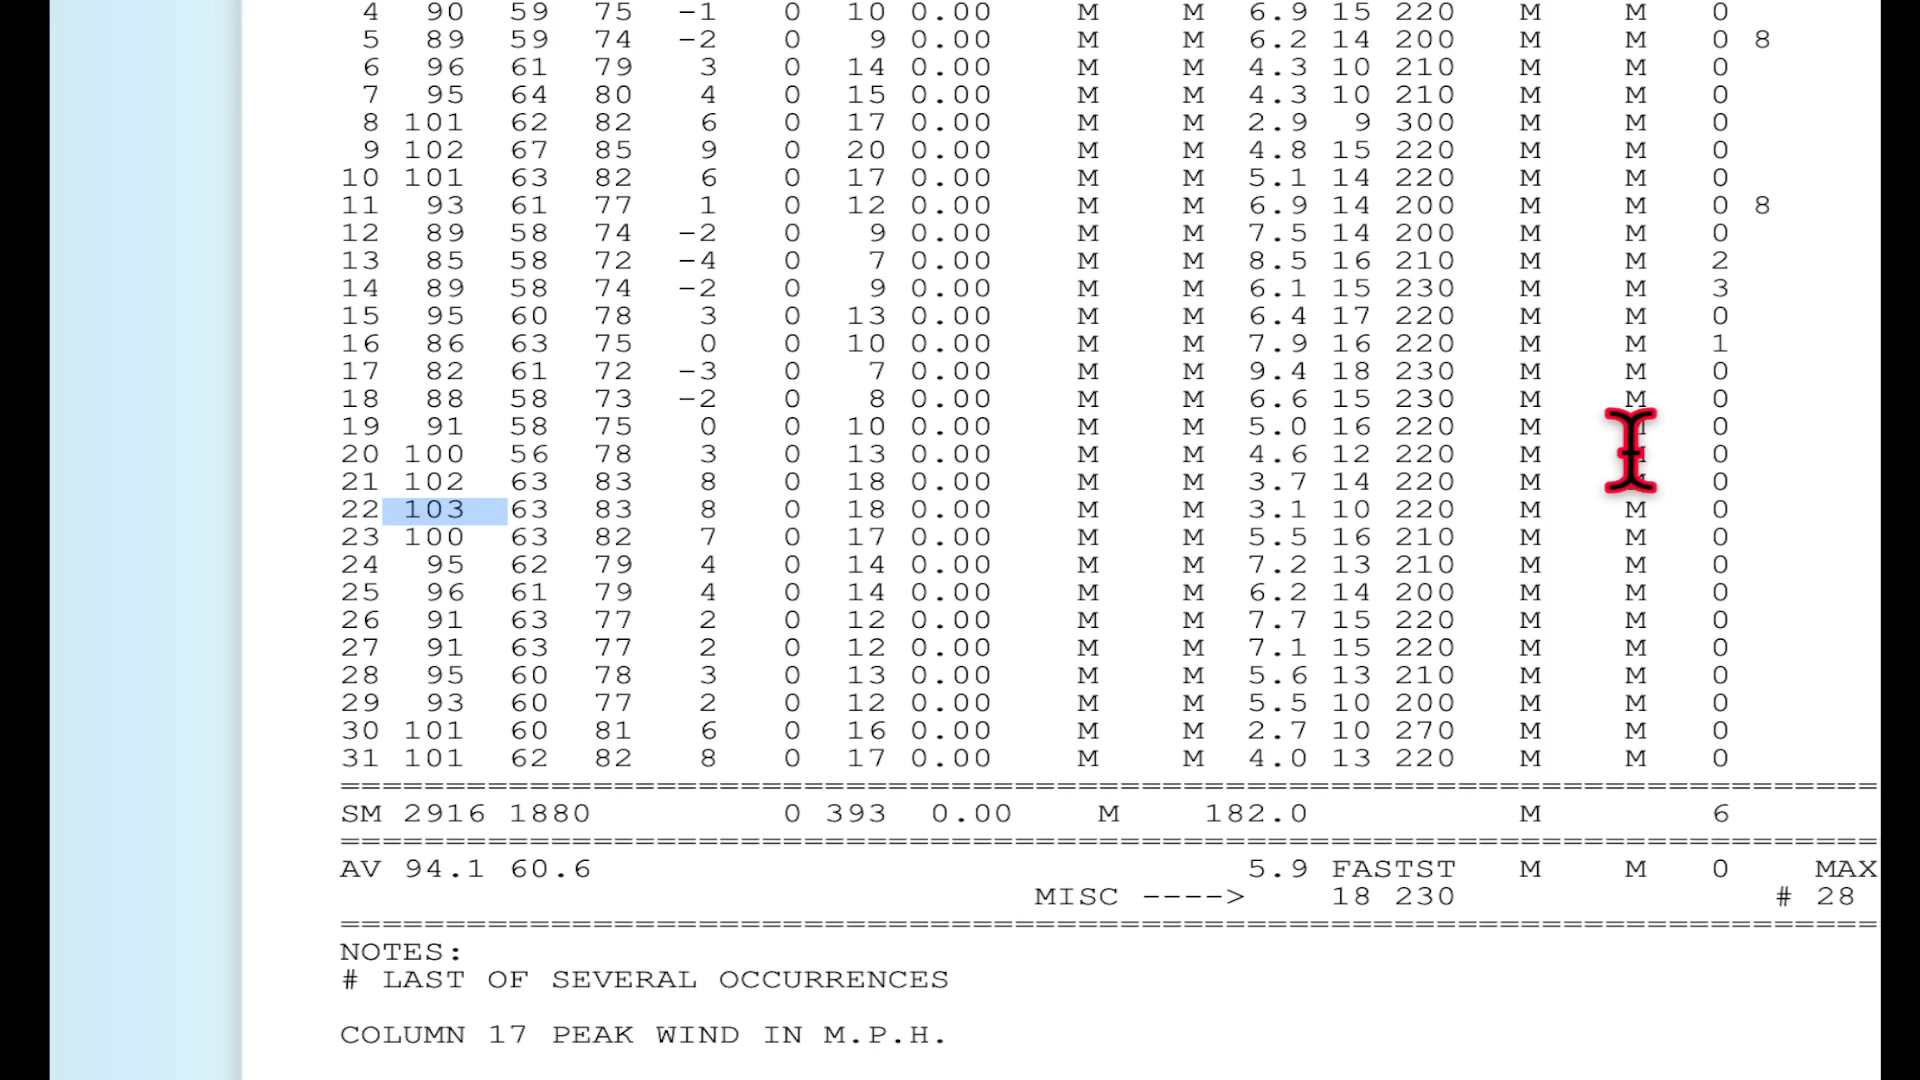 4 90 59 75 -1 0 10 0.00 M M 6.9 15 220 M M 0
5 89 59 74 -2 0 9 0.00 M M 6.2 14 200 M M 0 8
6 96 61 79 3 0 14 0.00 M M 4.3 10 210 M M 0
7 95 64 80 4 0 15 0.00 M M 4.3 10 210 M M 0
8 101 62 82 6 0 17 0.00 M M 2.9 9 300 M M 0
9 102 67 85 9 0 20 0.00 M M 4.8 15 220 M M 0
10 101 63 82 6 0 17 0.00 M M 5.1 14 220 M M 0
11 93 61 77 1 0 12 0.00 M M 6.9 14 200 M M 0 8
12 89 58 74 -2 0 9 0.00 M M 7.5 14 200 M M 0
13 85 58 72 -4 0 7 0.00 M M 8.5 16 210 M M 2
14 89 58 74 -2 0 9 0.00 M M 6.1 15 230 M M 3
15 95 60 78 3 0 13 0.00 M M 6.4 17 220 M M 0
16 86 63 75 0 0 10 0.00 M M 7.9 16 220 M M 1
17 82 61 72 -3 0 7 0.00 M M 9.4 18 230 M M 0
18 88 58 73 -2 0 8 0.00 M M 6.6 15 230 M M 0
19 91 58 75 0 0 10 0.00 M M 5.0 16 220 M 0
20 100 56 78 3 0 13 0.00 M M 4.6 12 220 M 0
21 102 63 83 8 0 18 0.00 M M 3.7 14 220 M 0
22 103 63 83 8 0 18 0.00 M M 3.1 10 220 M M 0
23 100 63 82 7 0 17 0.00 M M 5.5 16 210 M M 0
24 95 62 79 4 0 14 0.00 M M 7.2 13 210 M M 0
25 96 61 79 4 0 14 0.00 M M 6.2 14 200 M M 0
26 91 63 77 2 0 12 0.00 M M 7.7 15 220 M M 0
27 91 63 77 2 0 12 0.00 M M 7.1 15 220 M M 0
28 95 60 78 3 0 13 0.00 M M 5.6 13 210 M M 0
29 93 60 77 2 0 12 0.00 M M 5.5 10 200 M M 0
30 101 60 81 6 0 16 0.00 M M 2.7 10 270 M M 0
31 101 62 82 8 0 17 0.00 M M 4.0 13 220 M M 0
=========================================================================
SM 2916 1880 0 393 0.00 M 182.0 M 6
=========================================================================
AV 94.1 60.6 5.9 FASTST M M 0 MAX
MISC ----> 18 230 # 28
=========================================================================
NOTES:
# LAST OF SEVERAL OCCURRENCES
COLUMN 17 PEAK WIND IN M.P.H.